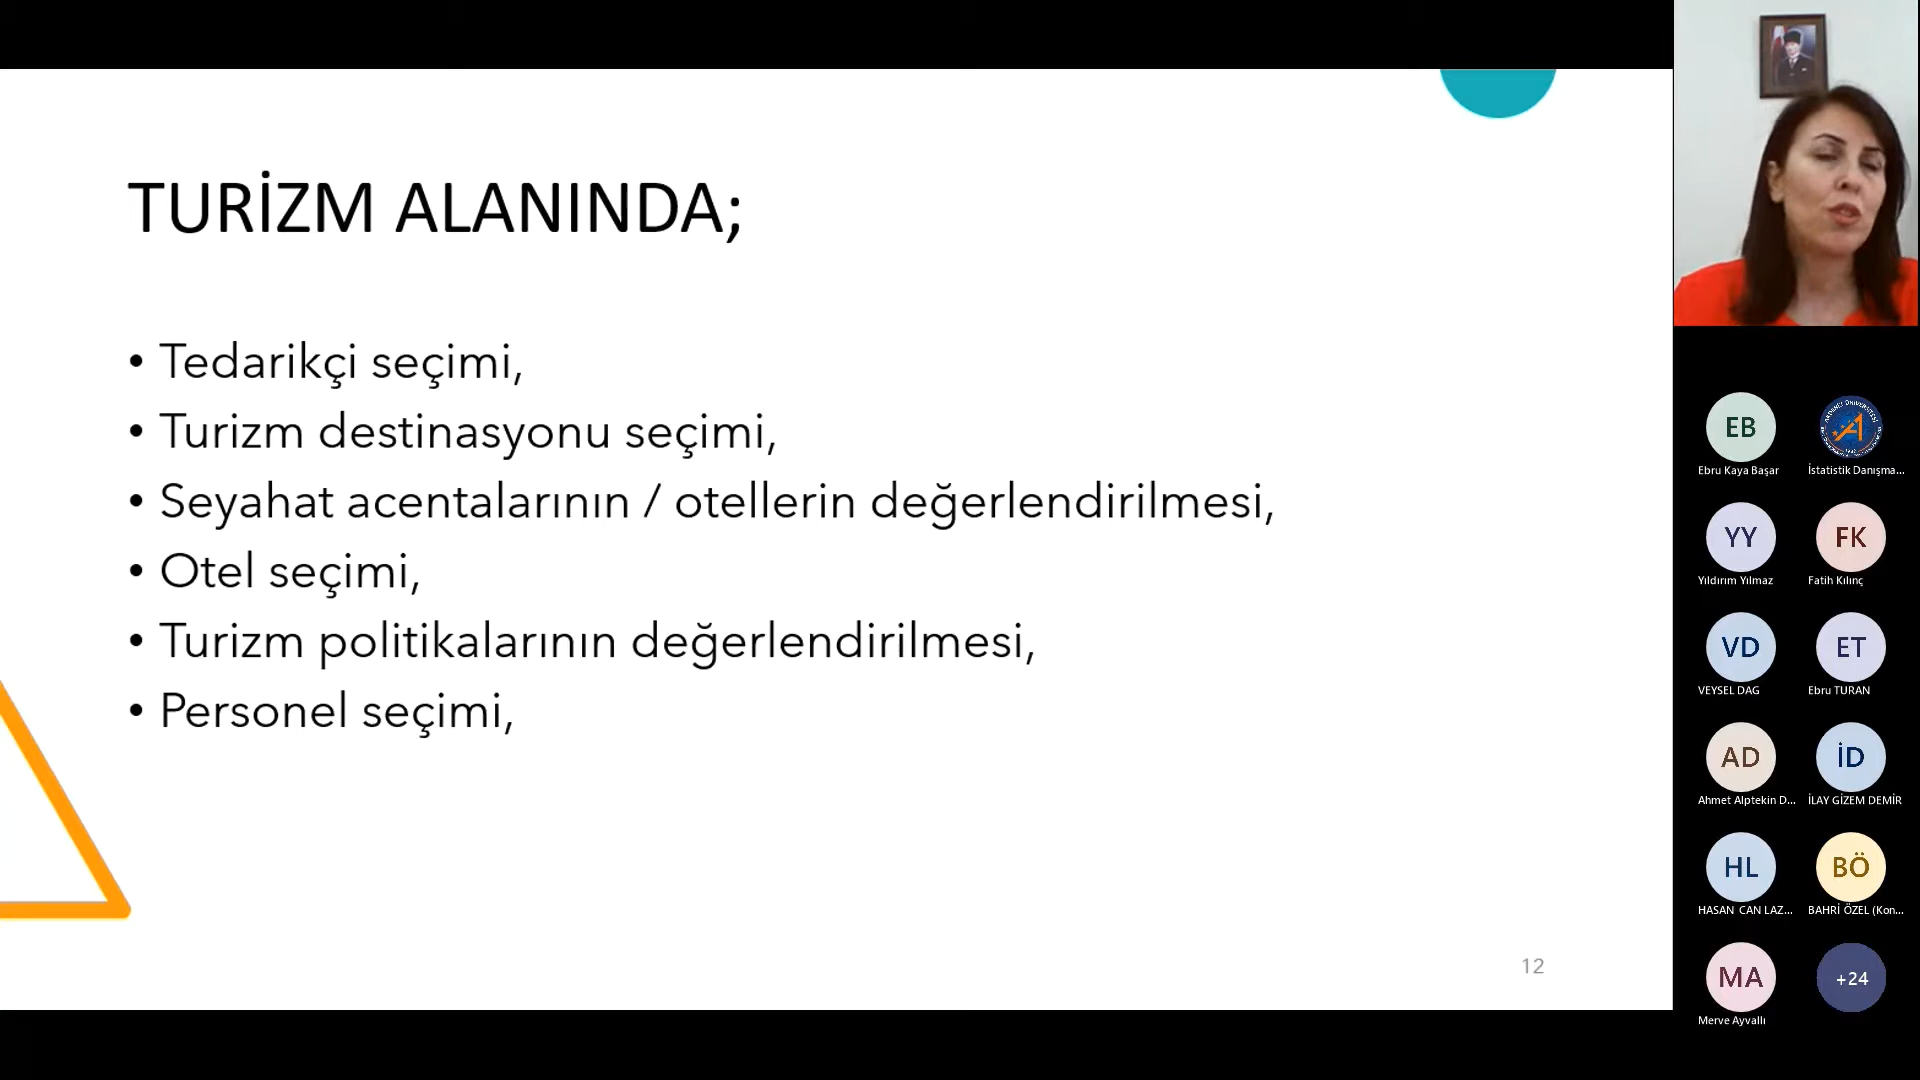 TURİZM ALANINDA;
• Tedarikçi seçimi,
• Turizm destinasyonu seçimi,
• Seyahat acentalarının / otellerin değerlendirilmesi,
• Otel seçimi,
• Turizm politikalarının değerlendirilmesi,
• Personel seçimi,
12
EB
Ebru Kaya Başar
İstatistik Danışma...
YY
FK
Yıldırım Yılmaz
Fatih Kılınç
VD
ET
VEYSEL DAG
Ebru TURAN
AD
İD
Ahmet Alptekin D...
İLAY GİZEM DEMİR
HL
BÖ
HASAN CAN LAZ...
BAHRİ ÖZEL (Kon...
MA
+24
Merve Ayvallı